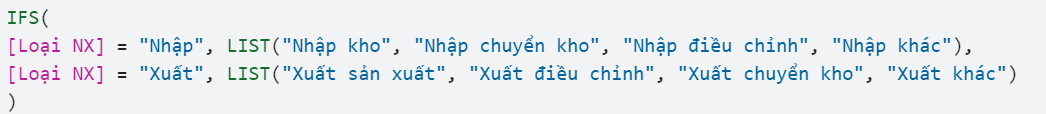 IFS(
[Loại NX] = "Nhập", LIST("Nhập kho", "Nhập chuyển kho", "Nhập điều chỉnh", "Nhập khác"),
[Loại NX] = "Xuất", LIST("Xuất sản xuất", "Xuất điều chỉnh", "Xuất chuyển kho", "Xuất khác")
)